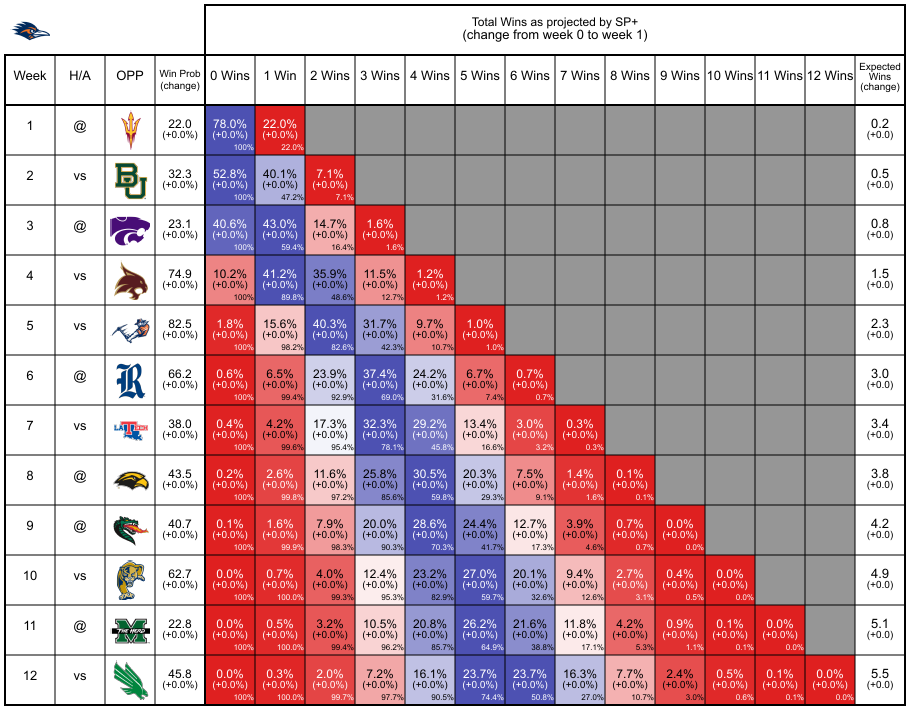 Total Wins as projected by SP+
(change from week 0 to week 1)
Week H/A OPP Win Prob (change) 0 Wins 1 Win 2 Wins 3 Wins 4 Wins 5 Wins 6 Wins 7 Wins 8 Wins 9 Wins 10 Wins 11 Wins 12 Wins Expected Wins (change)
1 @ 22.0 78.0% 22.0% 0.2
(+0.0%) (+0.0%) (+0.0%) (+0.0)
100% 22.0%
2 vs BU 32.3 52.8% 40.1% 7.1% 0.5
(+0.0%) (+0.0%) (+0.0%) (+0.0%) (+0.0)
100% 47.2% 7.1%
3 @ 23.1 40.6% 43.0% 14.7% 1.6% 0.8
(+0.0%) (+0.0%) (+0.0%) (+0.0%) (+0.0%) (+0.0)
100% 59.4% 16.4% 1.6%
4 vs 74.9 10.2% 41.2% 35.9% 11.5% 1.2% 1.5
(+0.0%) (+0.0%) (+0.0%) (+0.0%) (+0.0%) (+0.0%) (+0.0)
100% 89.8% 48.6% 12.7% 1.2%
5 vs 82.5 1.8% 15.6% 40.3% 31.7% 9.7% 1.0% 2.3
(+0.0%) (+0.0%) (+0.0%) (+0.0%) (+0.0%) (+0.0%) (+0.0%) (+0.0)
100% 98.2% 82.6% 42.3% 10.7% 1.0%
6 @ R 66.2 0.6% 6.5% 23.9% 37.4% 24.2% 6.7% 0.7% 3.0
(+0.0%) (+0.0%) (+0.0%) (+0.0%) (+0.0%) (+0.0%) (+0.0%) (+0.0%) (+0.0)
100% 99.4% 92.9% 69.0% 31.6% 7.4% 0.7%
7 vs LA TECH 38.0 0.4% 4.2% 17.3% 32.3% 29.2% 13.4% 3.0% 0.3% 3.4
(+0.0%) (+0.0%) (+0.0%) (+0.0%) (+0.0%) (+0.0%) (+0.0%) (+0.0%) (+0.0%) (+0.0)
100% 99.6% 95.4% 78.1% 45.8% 16.6% 3.2% 0.3%
8 @ 43.5 0.2% 2.6% 11.6% 25.8% 30.5% 20.3% 7.5% 1.4% 0.1% 3.8
(+0.0%) (+0.0%) (+0.0%) (+0.0%) (+0.0%) (+0.0%) (+0.0%) (+0.0%) (+0.0%) (+0.0%) (+0.0)
100% 99.8% 97.2% 85.6% 59.8% 29.3% 9.1% 1.6% 0.1%
9 @ 40.7 0.1% 1.6% 7.9% 20.0% 28.6% 24.4% 12.7% 3.9% 0.7% 0.0% 4.2
(+0.0%) (+0.0%) (+0.0%) (+0.0%) (+0.0%) (+0.0%) (+0.0%) (+0.0%) (+0.0%) (+0.0%) (+0.0%) (+0.0)
100% 99.9% 98.3% 90.3% 70.3% 41.7% 17.3% 4.6% 0.7% 0.0%
10 vs 62.7 0.0% 0.7% 4.0% 12.4% 23.2% 27.0% 20.1% 9.4% 2.7% 0.4% 0.0% 4.9
(+0.0%) (+0.0%) (+0.0%) (+0.0%) (+0.0%) (+0.0%) (+0.0%) (+0.0%) (+0.0%) (+0.0%) (+0.0%) (+0.0%) (+0.0)
100% 100.0% 99.3% 95.3% 82.9% 59.7% 32.6% 12.6% 3.1% 0.5% 0.0%
11 @ M THE HERD 22.8 0.0% 0.5% 3.2% 10.5% 20.8% 26.2% 21.6% 11.8% 4.2% 0.9% 0.1% 0.0% 5.1
(+0.0%) (+0.0%) (+0.0%) (+0.0%) (+0.0%) (+0.0%) (+0.0%) (+0.0%) (+0.0%) (+0.0%) (+0.0%) (+0.0%) (+0.0%) (+0.0)
100% 100.0% 99.4% 96.2% 85.7% 64.9% 38.8% 17.1% 5.3% 1.1% 0.1% 0.0%
12 vs 45.8 0.0% 0.3% 2.0% 7.2% 16.1% 23.7% 23.7% 16.3% 7.7% 2.4% 0.5% 0.1% 0.0% 5.5
(+0.0%) (+0.0%) (+0.0%) (+0.0%) (+0.0%) (+0.0%) (+0.0%) (+0.0%) (+0.0%) (+0.0%) (+0.0%) (+0.0%) (+0.0%) (+0.0%) (+0.0)
100% 100.0% 99.7% 97.7% 90.5% 74.4% 50.8% 27.0% 10.7% 3.0% 0.6% 0.1% 0.0%